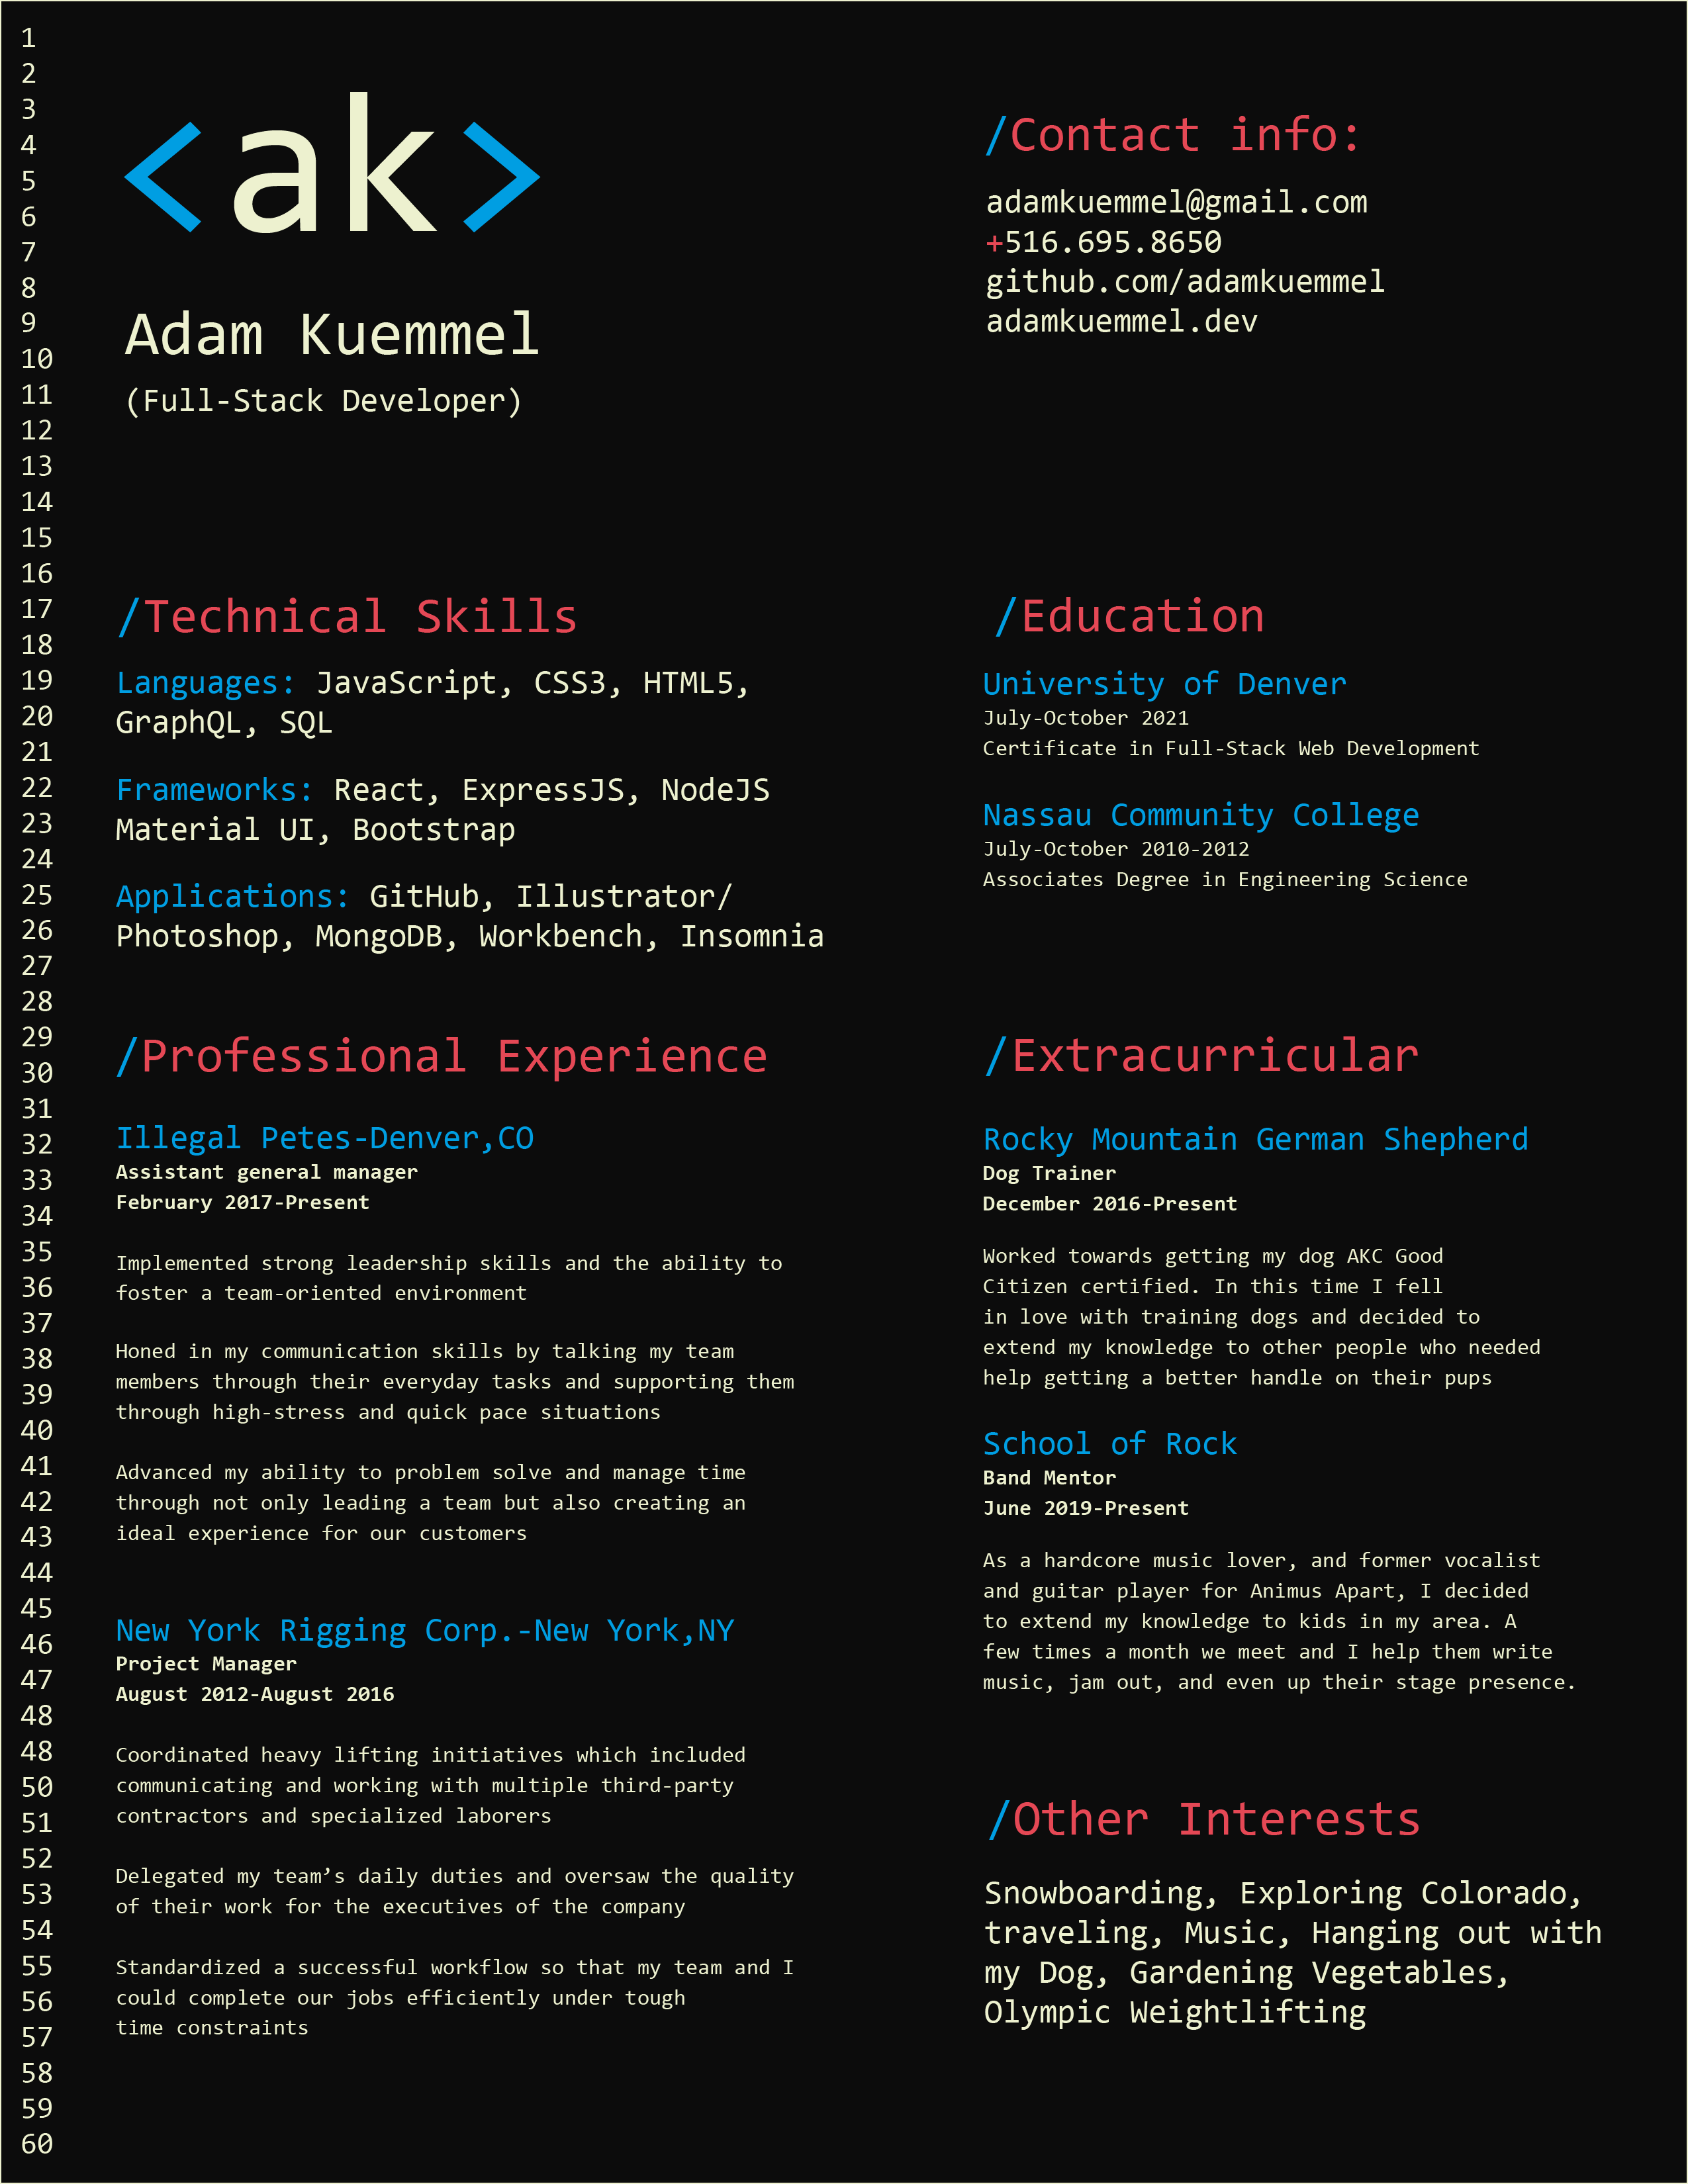 1
2
3
4
5
6
7
8
9
10
11
12
13
14
15
16
17
18
19
20
21
22
23
24
25
26
27
28
29
30
31
32
33
34
35
36
37
38
39
40
41
42
43
44
45
46
47
48
48
50
51
52
53
54
55
56
57
58
59
60
<ak>
Adam Kuemmel
(Full-Stack Developer)
/Contact info:
adamkuemmel@gmail.com
+516.695.8650
github.com/adamkuemmel
adamkuemmel.dev
/Technical Skills
Languages: JavaScript, CSS3, HTML5,
GraphQL, SQL
Frameworks: React, ExpressJS, NodeJS
Material UI, Bootstrap
Applications: GitHub, Illustrator/
Photoshop, MongoDB, Workbench, Insomnia
/Education
University of Denver
July-October 2021
Certificate in Full-Stack Web Development
Nassau Community College
July-October 2010-2012
Associates Degree in Engineering Science
/Professional Experience
Illegal Petes-Denver,CO
Assistant general manager
February 2017-Present
Implemented strong leadership skills and the ability to
foster a team-oriented environment
Honed in my communication skills by talking my team
members through their everyday tasks and supporting them
through high-stress and quick pace situations
Advanced my ability to problem solve and manage time
through not only leading a team but also creating an
ideal experience for our customers
New York Rigging Corp.-New York,NY
Project Manager
August 2012-August 2016
Coordinated heavy lifting initiatives which included
communicating and working with multiple third-party
contractors and specialized laborers
Delegated my team’s daily duties and oversaw the quality
of their work for the executives of the company
Standardized a successful workflow so that my team and I
could complete our jobs efficiently under tough
time constraints
/Extracurricular
Rocky Mountain German Shepherd
Dog Trainer
December 2016-Present
Worked towards getting my dog AKC Good
Citizen certified. In this time I fell
in love with training dogs and decided to
extend my knowledge to other people who needed
help getting a better handle on their pups
School of Rock
Band Mentor
June 2019-Present
As a hardcore music lover, and former vocalist
and guitar player for Animus Apart, I decided
to extend my knowledge to kids in my area. A
few times a month we meet and I help them write
music, jam out, and even up their stage presence.
/Other Interests
Snowboarding, Exploring Colorado,
traveling, Music, Hanging out with
my Dog, Gardening Vegetables,
Olympic Weightlifting